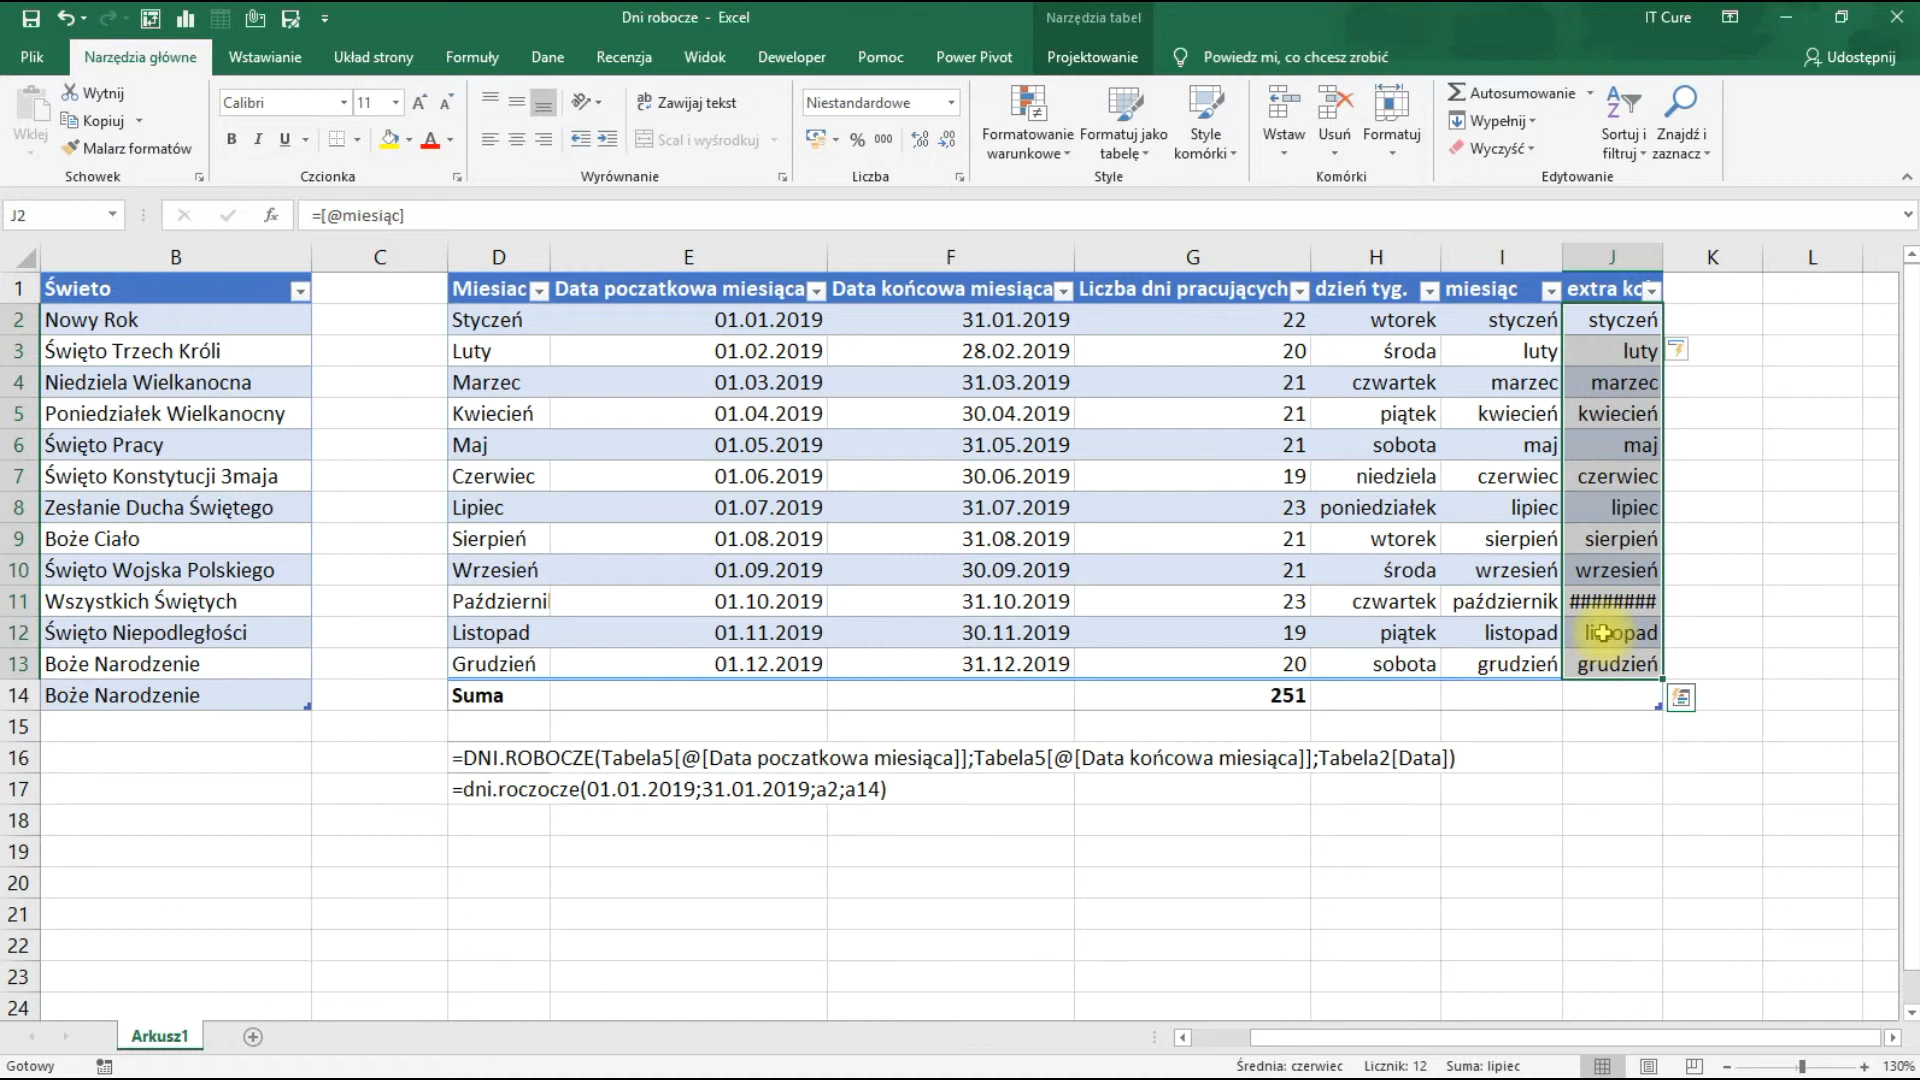 Dni robocze - Excel
Narzędzia tabel
IT Cure
Plik Narzędzia główne Wstawianie Układ strony Formuły Dane Recenzja Widok Deweloper Pomoc Power Pivot Projektowanie Powiedz mi, co chcesz zrobić Udostępnij
Wklej
Wytnij
Kopiuj
Malarz formatów
Schowek
Calibri 11
B I U
Czcionka
Zawijaj tekst
Scal i wyśrodkuj
Wyrównanie
Niestandardowe
% 000
Liczba
Formatowanie warunkowe
Formatuj jako tabelę
Style komórki
Style
Wstaw
Usuń
Formatuj
Komórki
Autosumowanie
Wypełnij
Wyczyść
Sortuj i filtruj
Znajdź i zaznacz
Edytowanie
J2
fx
=[@miesiąc]
B C D E F G H I J K L
1 Świeto Miesiac Data poczatkowa miesiąca Data końcowa miesiąca Liczba dni pracujących dzień tyg. miesiąc extra ko
2 Nowy Rok Styczeń 01.01.2019 31.01.2019 22 wtorek styczeń styczeń
3 Święto Trzech Króli Luty 01.02.2019 28.02.2019 20 środa luty luty
4 Niedziela Wielkanocna Marzec 01.03.2019 31.03.2019 21 czwartek marzec marzec
5 Poniedziałek Wielkanocny Kwiecień 01.04.2019 30.04.2019 21 piątek kwiecień kwiecień
6 Święto Pracy Maj 01.05.2019 31.05.2019 21 sobota maj maj
7 Święto Konstytucji 3maja Czerwiec 01.06.2019 30.06.2019 19 niedziela czerwiec czerwiec
8 Zesłanie Ducha Świętego Lipiec 01.07.2019 31.07.2019 23 poniedziałek lipiec lipiec
9 Boże Ciało Sierpień 01.08.2019 31.08.2019 21 wtorek sierpień sierpień
10 Święto Wojska Polskiego Wrzesień 01.09.2019 30.09.2019 21 środa wrzesień wrzesień
11 Wszystkich Świętych Październil 01.10.2019 31.10.2019 23 czwartek październik ########
12 Święto Niepodległości Listopad 01.11.2019 30.11.2019 19 piątek listopad listopad
13 Boże Narodzenie Grudzień 01.12.2019 31.12.2019 20 sobota grudzień grudzień
14 Boże Narodzenie Suma 251
15
16 =DNI.ROBOCZE(Tabela5[@[Data poczatkowa miesiąca]];Tabela5[@[Data końcowa miesiąca]];Tabela2[Data])
17 =dni.roczocze(01.01.2019;31.01.2019;a2;a14)
18
19
20
21
22
23
24
Arkusz1
Gotowy
Średnia: czerwiec Licznik: 12 Suma: lipiec
130%